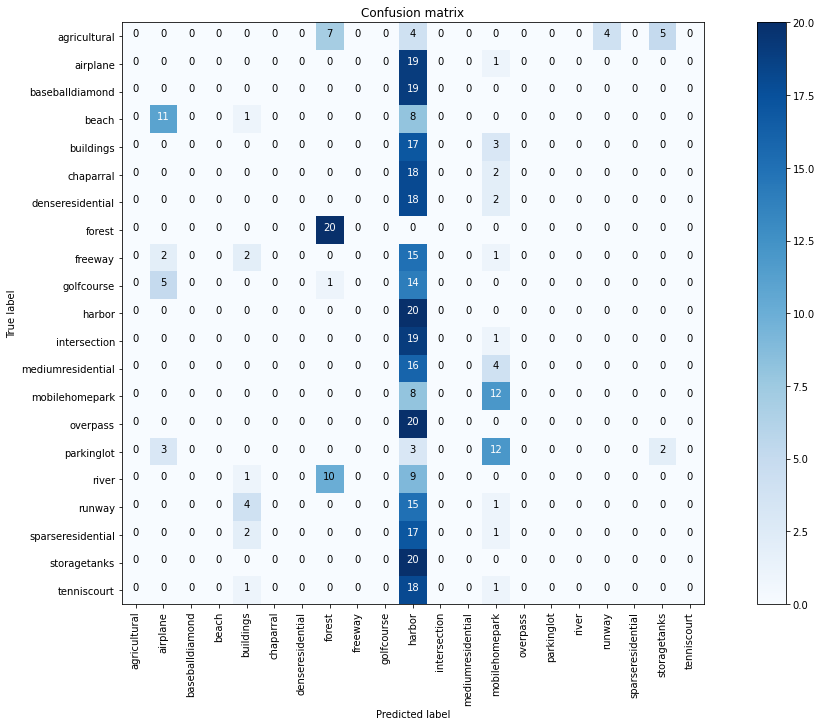 Confusion matrix
agricultural 0 0 0 0 0 0 0 7 0 0 4 0 0 0 0 0 0 4 0 5 0
airplane 0 0 0 0 0 0 0 0 0 0 19 0 0 1 0 0 0 0 0 0 0
baseballdiamond 0 0 0 0 0 0 0 0 0 0 19 0 0 0 0 0 0 0 0 0 0
beach 0 11 0 0 1 0 0 0 0 0 8 0 0 0 0 0 0 0 0 0 0
buildings 0 0 0 0 0 0 0 0 0 0 17 0 0 3 0 0 0 0 0 0 0
chaparral 0 0 0 0 0 0 0 0 0 0 18 0 0 2 0 0 0 0 0 0 0
denseresidential 0 0 0 0 0 0 0 0 0 0 18 0 0 2 0 0 0 0 0 0 0
forest 0 0 0 0 0 0 0 20 0 0 0 0 0 0 0 0 0 0 0 0 0
freeway 0 2 0 0 2 0 0 0 0 0 15 0 0 1 0 0 0 0 0 0 0
golfcourse 0 5 0 0 0 0 0 1 0 0 14 0 0 0 0 0 0 0 0 0 0
harbor 0 0 0 0 0 0 0 0 0 0 20 0 0 0 0 0 0 0 0 0 0
intersection 0 0 0 0 0 0 0 0 0 0 19 0 0 1 0 0 0 0 0 0 0
mediumresidential 0 0 0 0 0 0 0 0 0 0 16 0 0 4 0 0 0 0 0 0 0
mobilehomepark 0 0 0 0 0 0 0 0 0 0 8 0 0 12 0 0 0 0 0 0 0
overpass 0 0 0 0 0 0 0 0 0 0 20 0 0 0 0 0 0 0 0 0 0
parkinglot 0 3 0 0 0 0 0 0 0 0 3 0 0 12 0 0 0 0 0 2 0
river 0 0 0 0 1 0 0 10 0 0 9 0 0 0 0 0 0 0 0 0 0
runway 0 0 0 0 4 0 0 0 0 0 15 0 0 1 0 0 0 0 0 0 0
sparseresidential 0 0 0 0 2 0 0 0 0 0 17 0 0 1 0 0 0 0 0 0 0
storagetanks 0 0 0 0 0 0 0 0 0 0 20 0 0 0 0 0 0 0 0 0 0
tenniscourt 0 0 0 0 1 0 0 0 0 0 18 0 0 1 0 0 0 0 0 0 0
True label
agricultural
airplane
baseballdiamond
beach
buildings
chaparral
denseresidential
forest
freeway
golfcourse
harbor
intersection
mediumresidential
mobilehomepark
overpass
parkinglot
river
runway
sparseresidential
storagetanks
tenniscourt
Predicted label
20.0
17.5
15.0
12.5
10.0
7.5
5.0
2.5
0.0